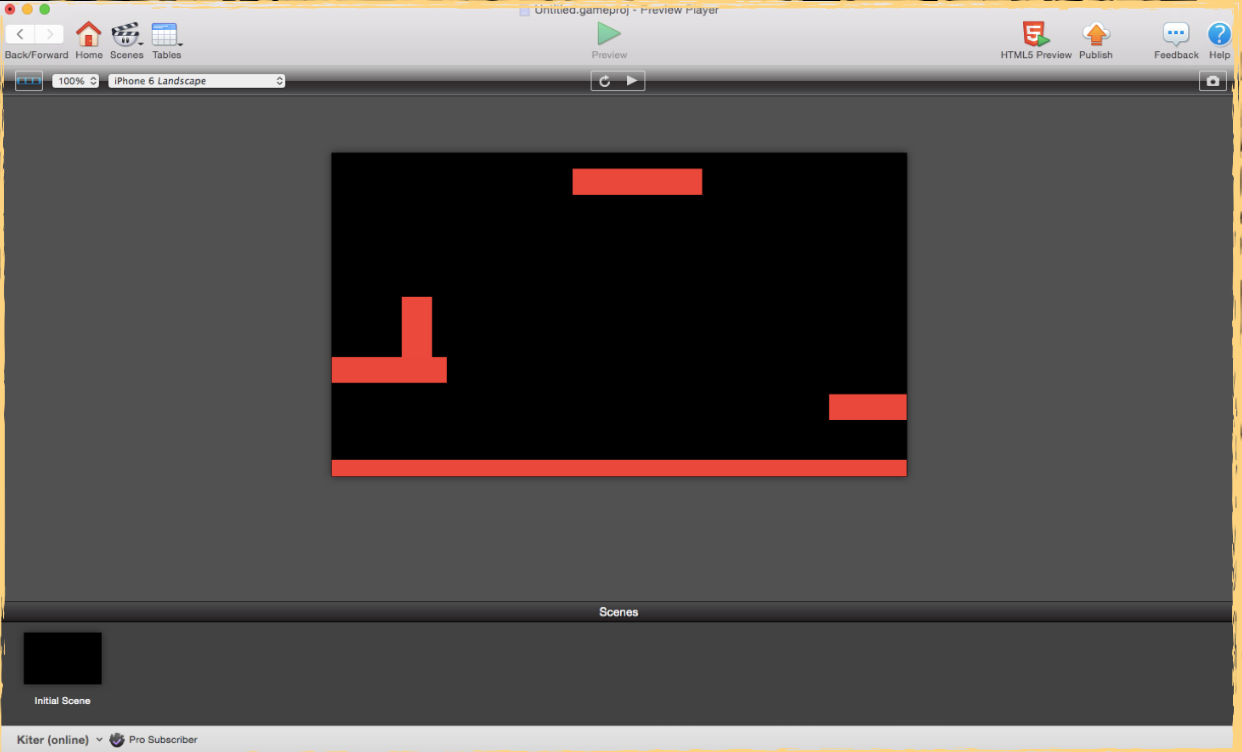 Untitled.gameproj - Preview Player
Back/Forward Home Scenes Tables
Preview
HTML5 Preview Publish
Feedback Help
100% iPhone 6 Landscape
Scenes
Initial Scene
Kiter (online) Pro Subscriber